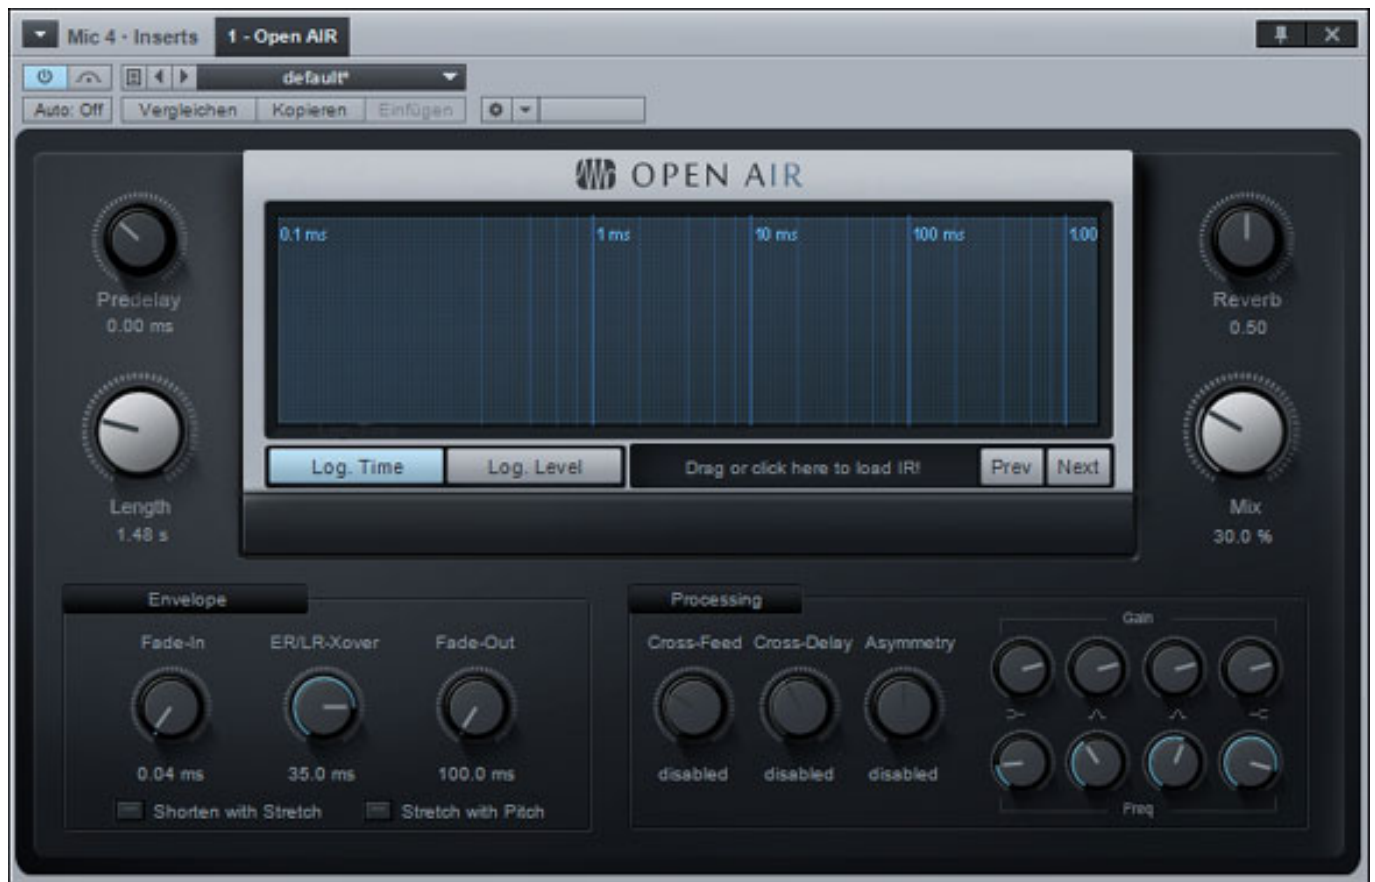 Mic 4 - Inserts 1 - Open AIR
default*
Auto: Off Vergleichen Kopieren Einfügen
OPEN AIR
0.1 ms 1 ms 10 ms 100 ms 1.00
Predelay
0.00 ms
Reverb
0.50
Log. Time Log. Level Drag or click here to load IR! Prev Next
Length
1.48 s
Mix
30.0 %
Envelope
Fade-In ER/LR-Xover Fade-Out
0.04 ms 35.0 ms 100.0 ms
Shorten with Stretch Stretch with Pitch
Processing
Cross-Feed Cross-Delay Asymmetry
disabled disabled disabled
Gain
Freq